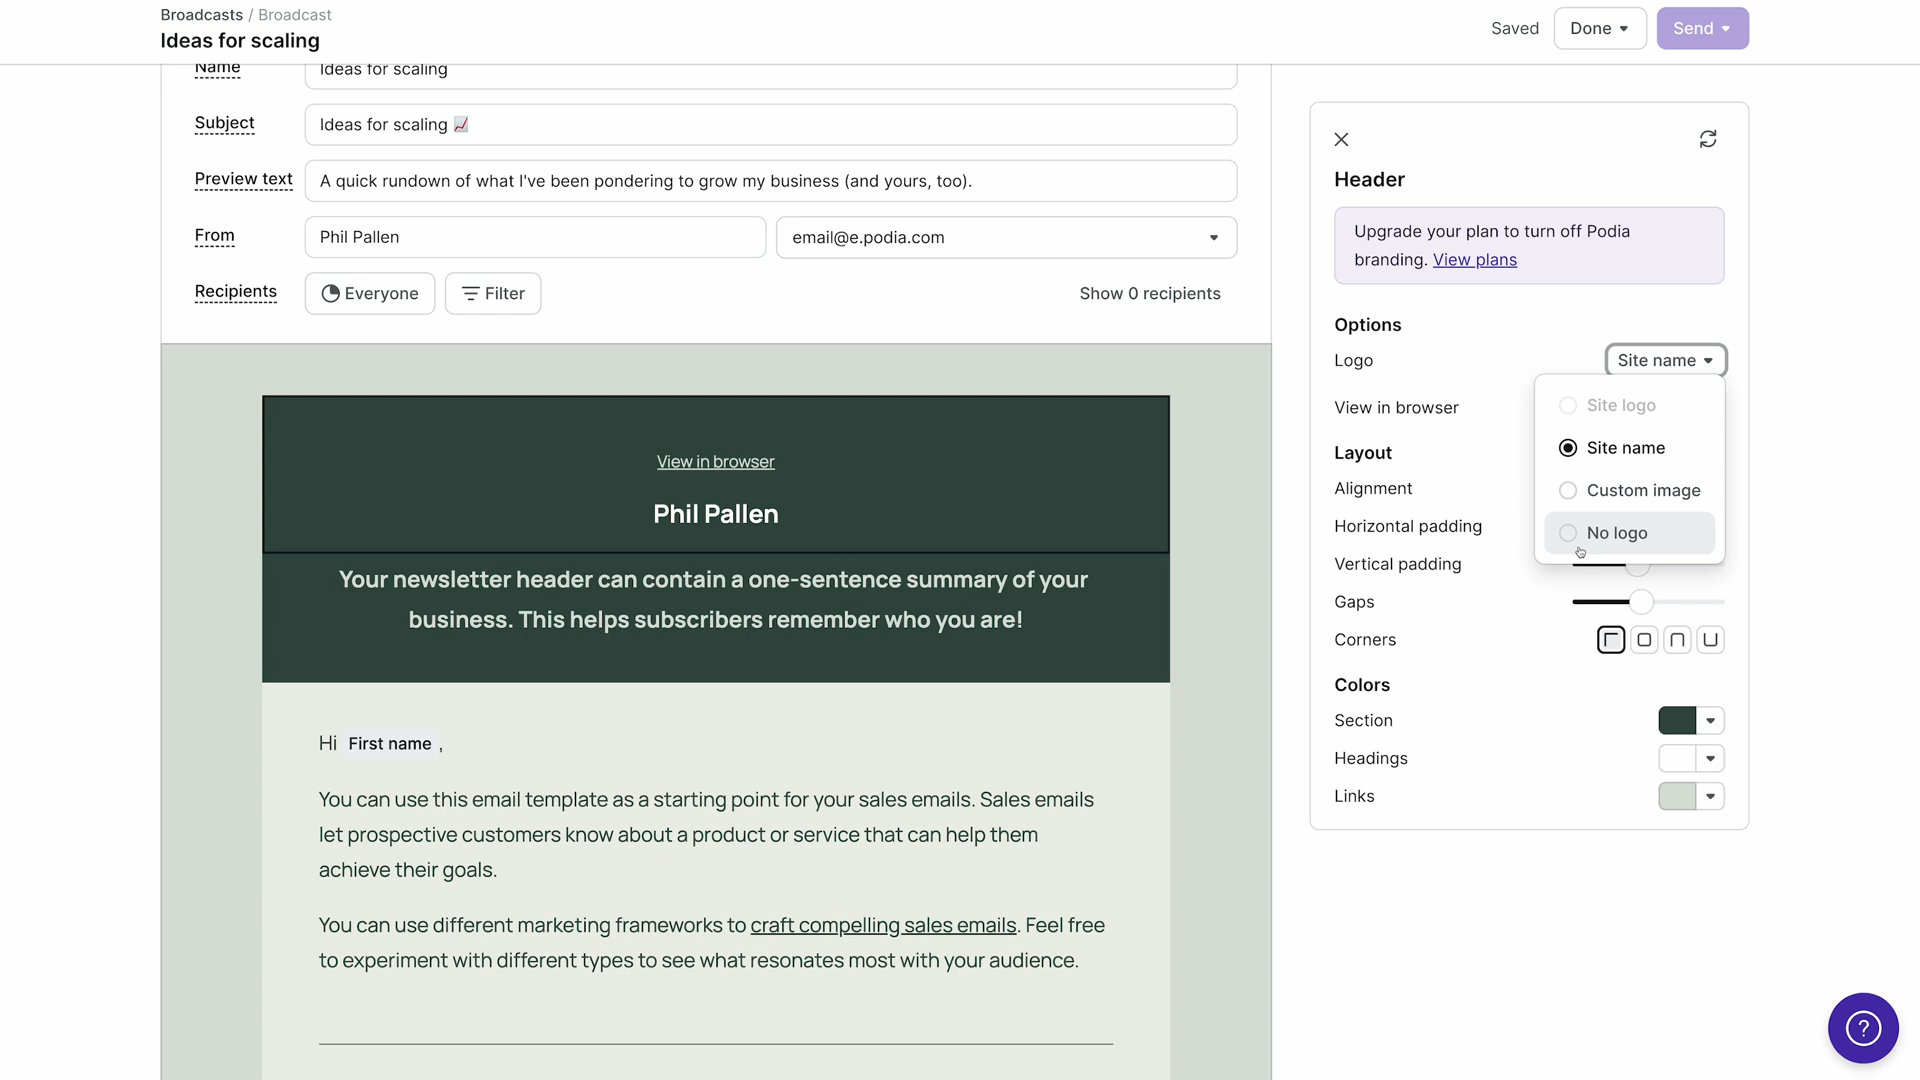 Broadcasts / Broadcast
Ideas for scaling
Saved
Done
Send
Name
Ideas for scaling
Subject
Ideas for scaling 📈
Preview text
A quick rundown of what I've been pondering to grow my business (and yours, too).
From
Phil Pallen
email@e.podia.com
Recipients
Everyone
Filter
Show 0 recipients
View in browser
Phil Pallen
Your newsletter header can contain a one-sentence summary of your
business. This helps subscribers remember who you are!
Hi First name ,
You can use this email template as a starting point for your sales emails. Sales emails
let prospective customers know about a product or service that can help them
achieve their goals.
You can use different marketing frameworks to craft compelling sales emails. Feel free
to experiment with different types to see what resonates most with your audience.
Header
Upgrade your plan to turn off Podia
branding. View plans
Options
Logo
Site name
Site logo
Site name
Custom image
No logo
View in browser
Layout
Alignment
Horizontal padding
Vertical padding
Gaps
Corners
Colors
Section
Headings
Links
?